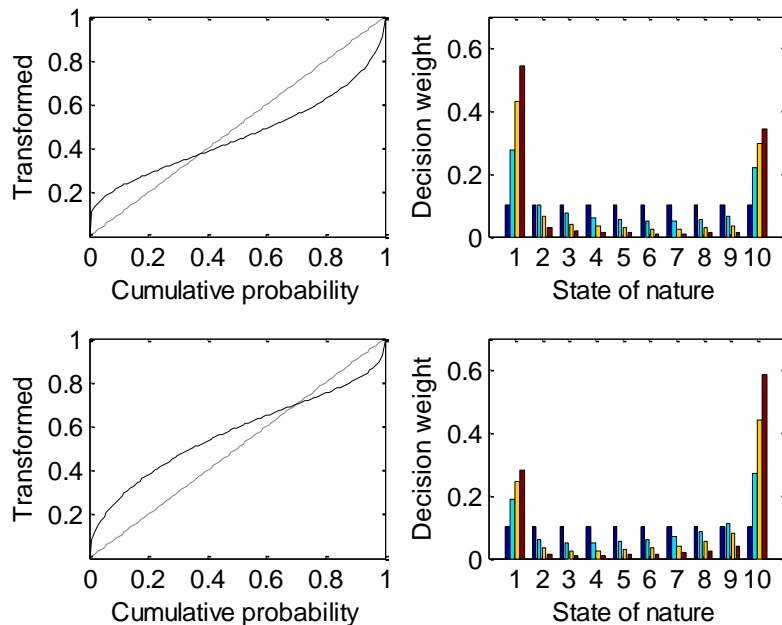 Transformed
1
0.8
0.6
0.4
0.2
0 0.2 0.4 0.6 0.8 1
Cumulative probability
Decision weight
0.6
0.4
0.2
0
1 2 3 4 5 6 7 8 9 10
State of nature
Transformed
1
0.8
0.6
0.4
0.2
0 0.2 0.4 0.6 0.8 1
Cumulative probability
Decision weight
0.6
0.4
0.2
0
1 2 3 4 5 6 7 8 9 10
State of nature